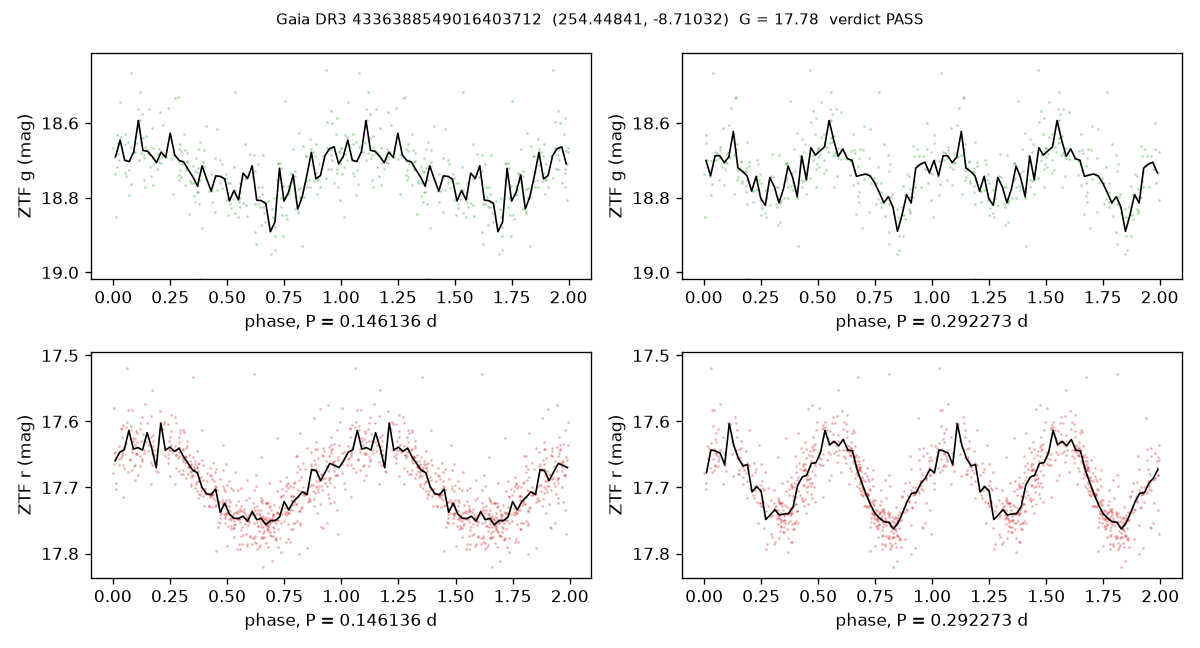 Gaia DR3 4336388549016403712 (254.44841, -8.71032) G = 17.78 verdict PASS
ZTF g (mag)
18.6
18.8
19.0
0.00 0.25 0.50 0.75 1.00 1.25 1.50 1.75 2.00
phase, P = 0.146136 d
ZTF g (mag)
18.6
18.8
19.0
0.00 0.25 0.50 0.75 1.00 1.25 1.50 1.75 2.00
phase, P = 0.292273 d
ZTF r (mag)
17.5
17.6
17.7
17.8
0.00 0.25 0.50 0.75 1.00 1.25 1.50 1.75 2.00
phase, P = 0.146136 d
ZTF r (mag)
17.5
17.6
17.7
17.8
0.00 0.25 0.50 0.75 1.00 1.25 1.50 1.75 2.00
phase, P = 0.292273 d